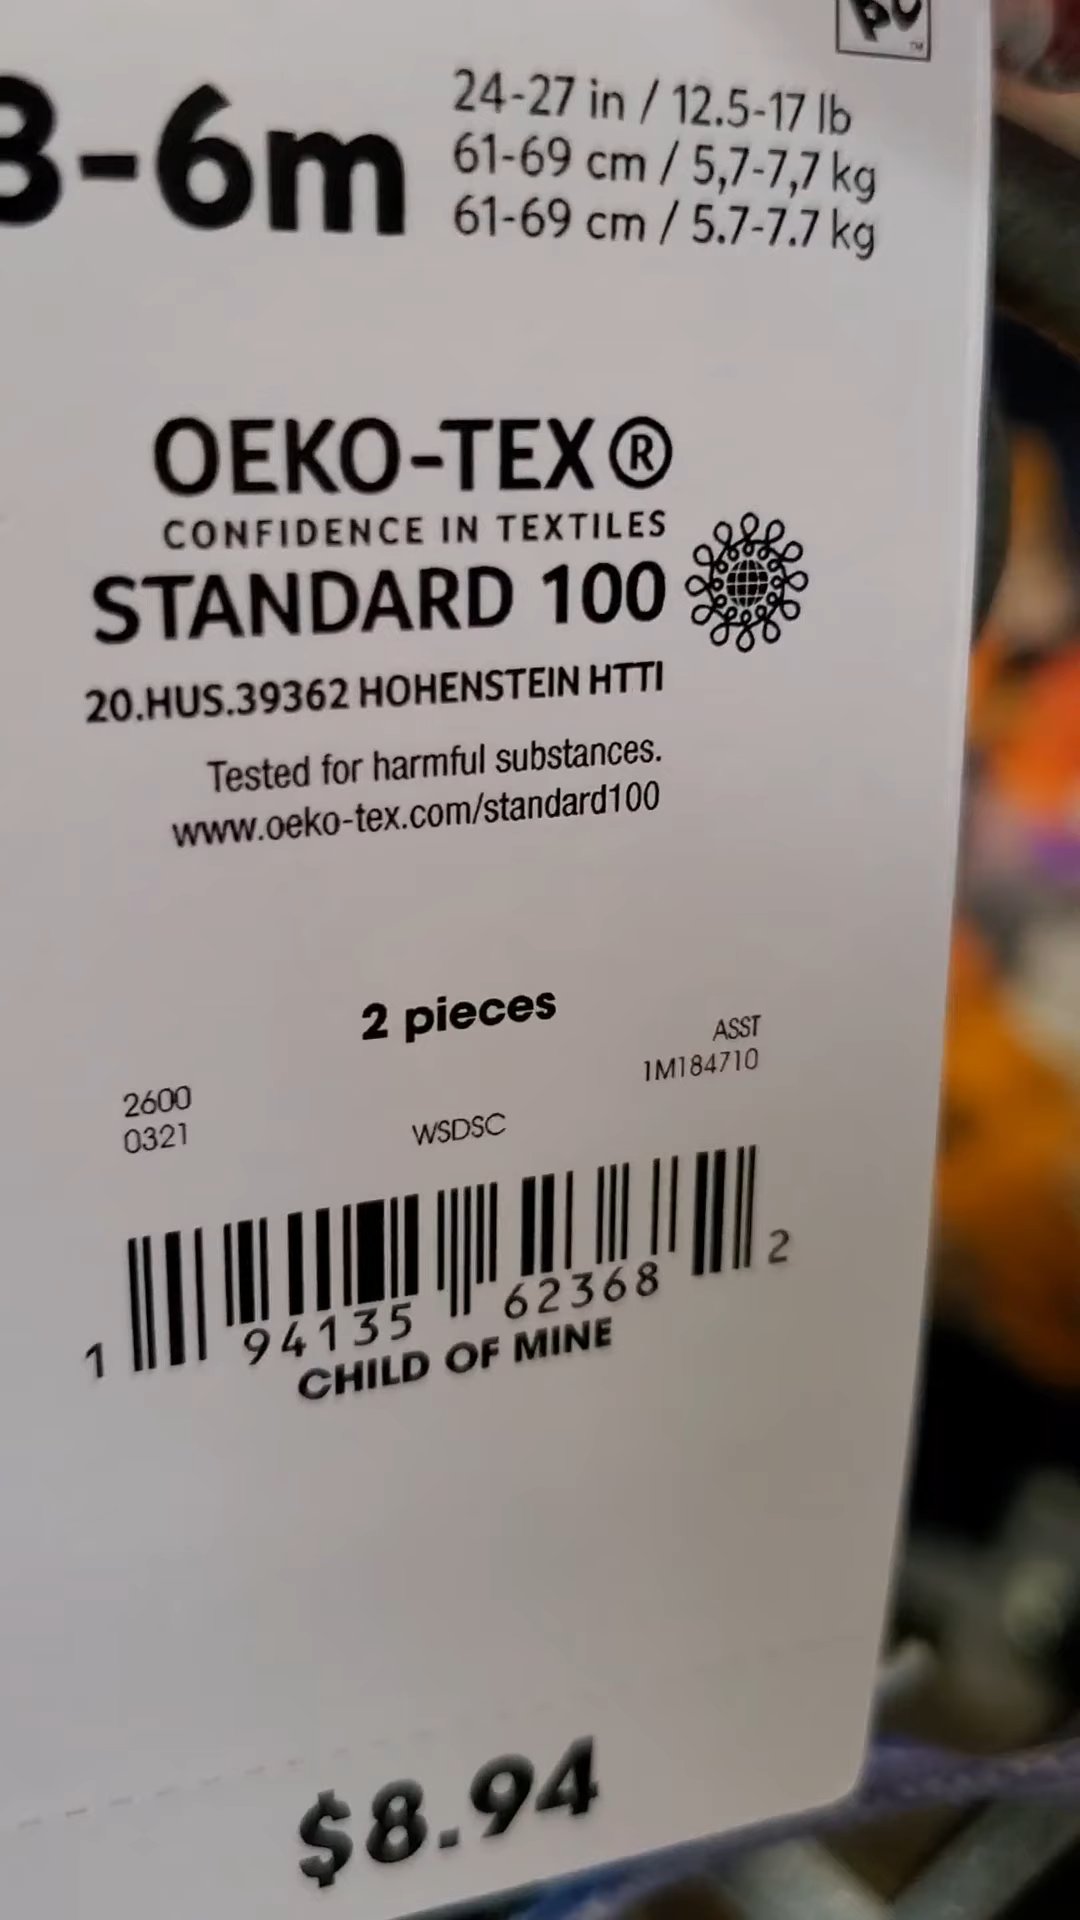 3-6m
24-27 in / 12.5-17 lb
61-69 cm / 5,7-7,7 kg
61-69 cm / 5.7-7.7 kg
OEKO-TEX®
CONFIDENCE IN TEXTILES
STANDARD 100
20.HUS.39362 HOHENSTEIN HTTI
Tested for harmful substances.
www.oeko-tex.com/standard100
2 pieces
ASST
1M184710
2600
0321
WSDSC
1 94135 62368 2
CHILD OF MINE
$8.94